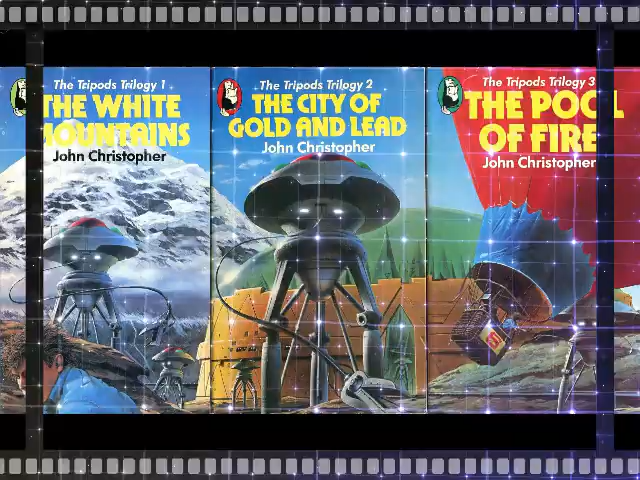 The Tripods Trilogy 1
THE WHITE
MOUNTAINS
John Christopher
The Tripods Trilogy 2
THE CITY OF
GOLD AND LEAD
John Christopher
The Tripods Trilogy 3
THE POOL
OF FIRE
John Christopher